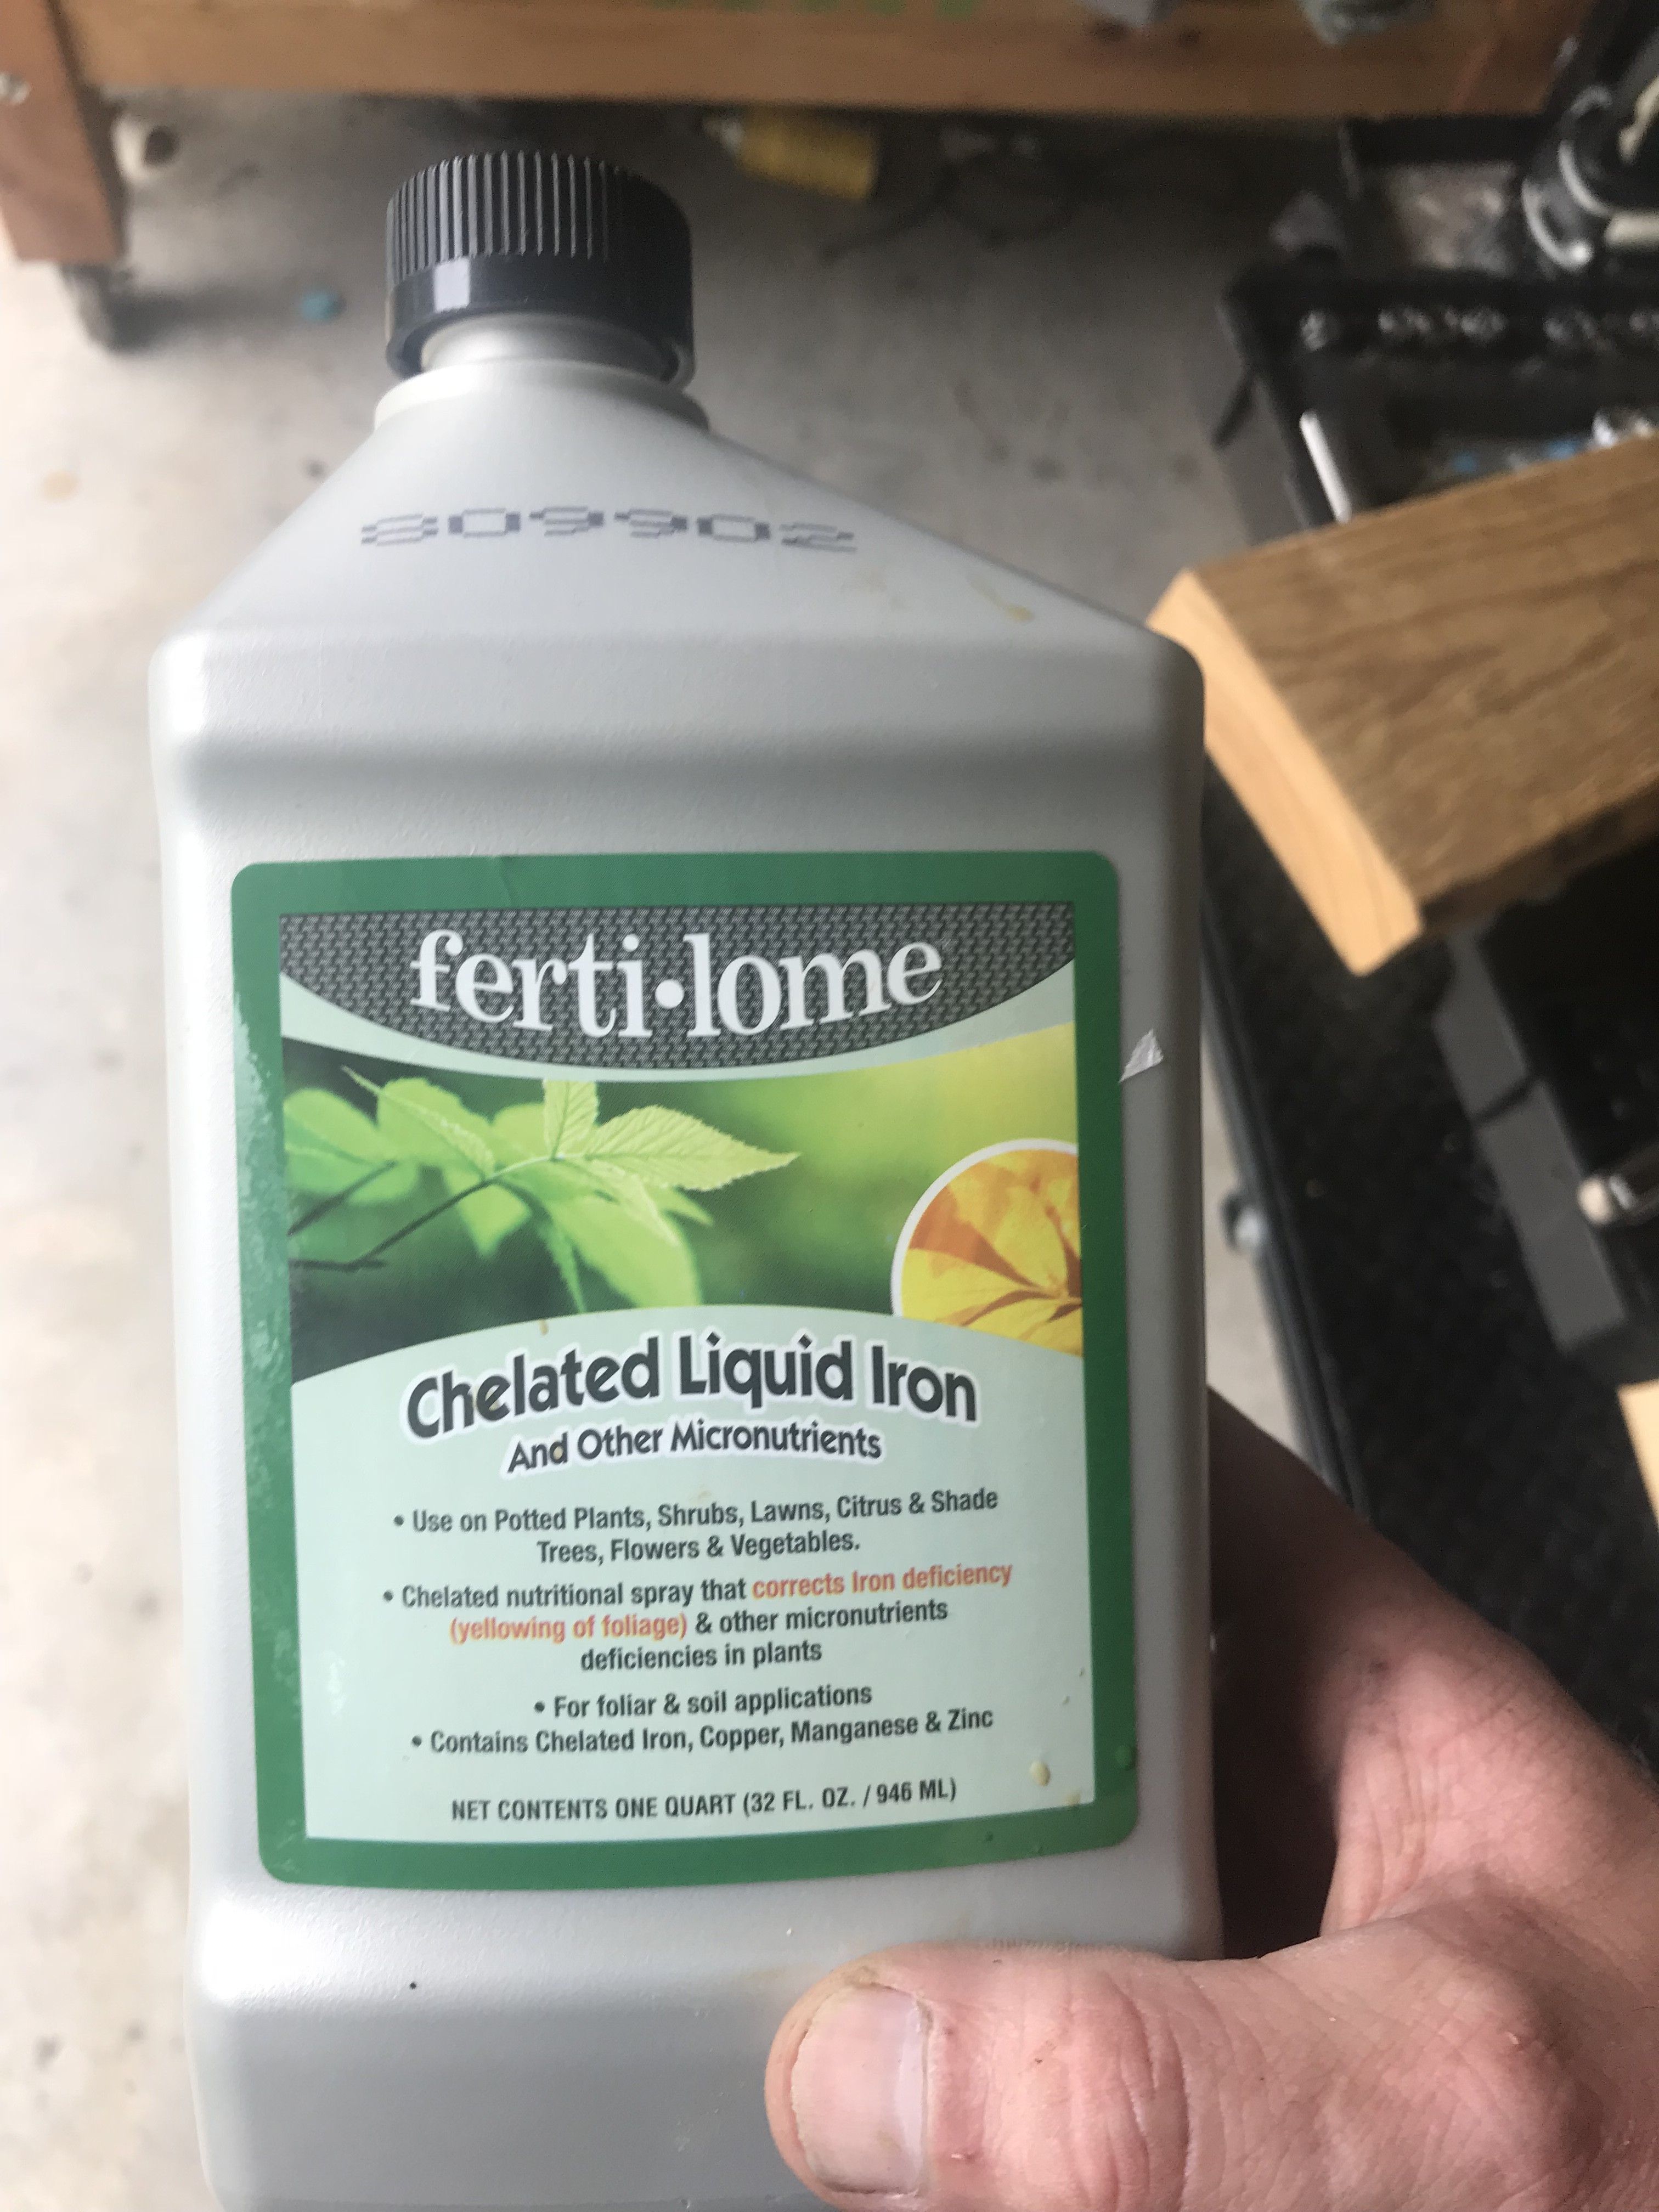 809902
ferti•lome
Chelated Liquid Iron
And Other Micronutrients
• Use on Potted Plants, Shrubs, Lawns, Citrus & Shade
Trees, Flowers & Vegetables.
• Chelated nutritional spray that corrects Iron deficiency
(yellowing of foliage) & other micronutrients
deficiencies in plants
• For foliar & soil applications
• Contains Chelated Iron, Copper, Manganese & Zinc
NET CONTENTS ONE QUART (32 FL. OZ. / 946 ML)